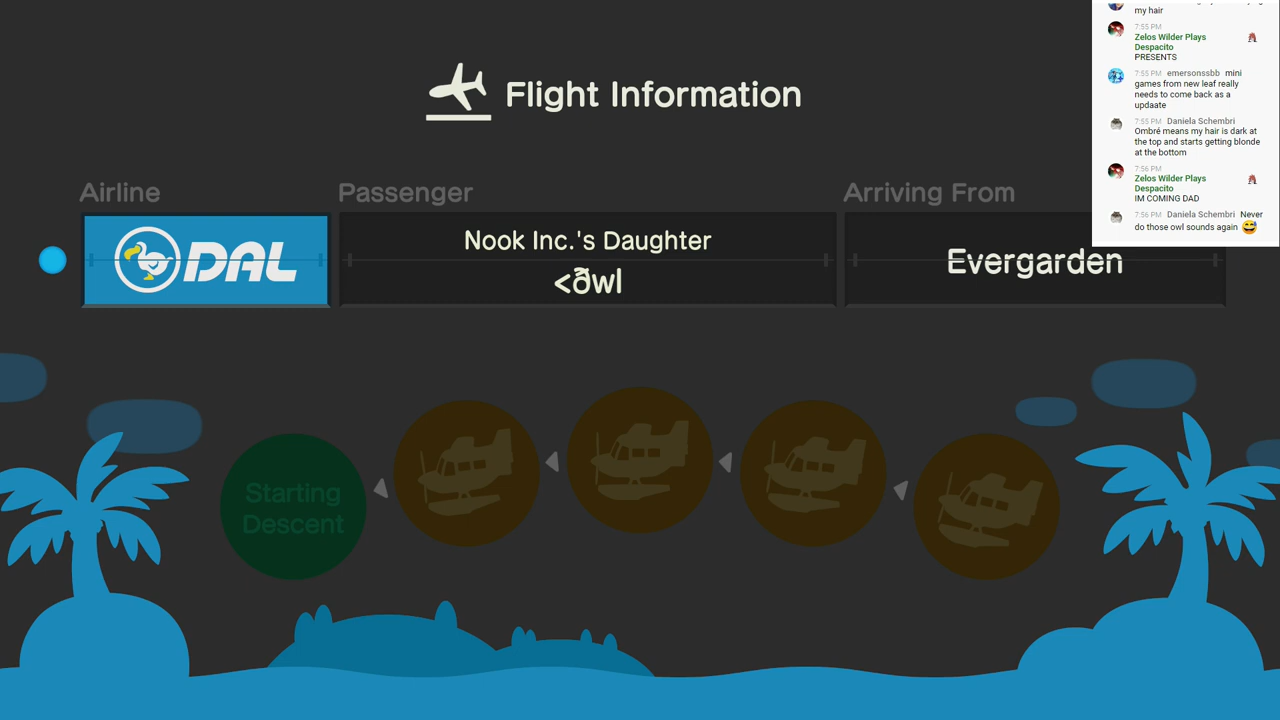 my hair
7:55 PM
Zelos Wilder Plays
Despacito
PRESENTS
7:55 PM emersonssbb mini
games from new leaf really
needs to come back as a
updaate
7:55 PM Daniela Schembri
Ombré means my hair is dark at
the top and starts getting blonde
at the bottom
7:56 PM
Zelos Wilder Plays
Despacito
IM COMING DAD
7:56 PM Daniela Schembri Never
do those owl sounds again 😅
Flight Information
Airline
Passenger
Arriving From
DAL
Nook Inc.'s Daughter
<ðwl
Evergarden
Starting
Descent